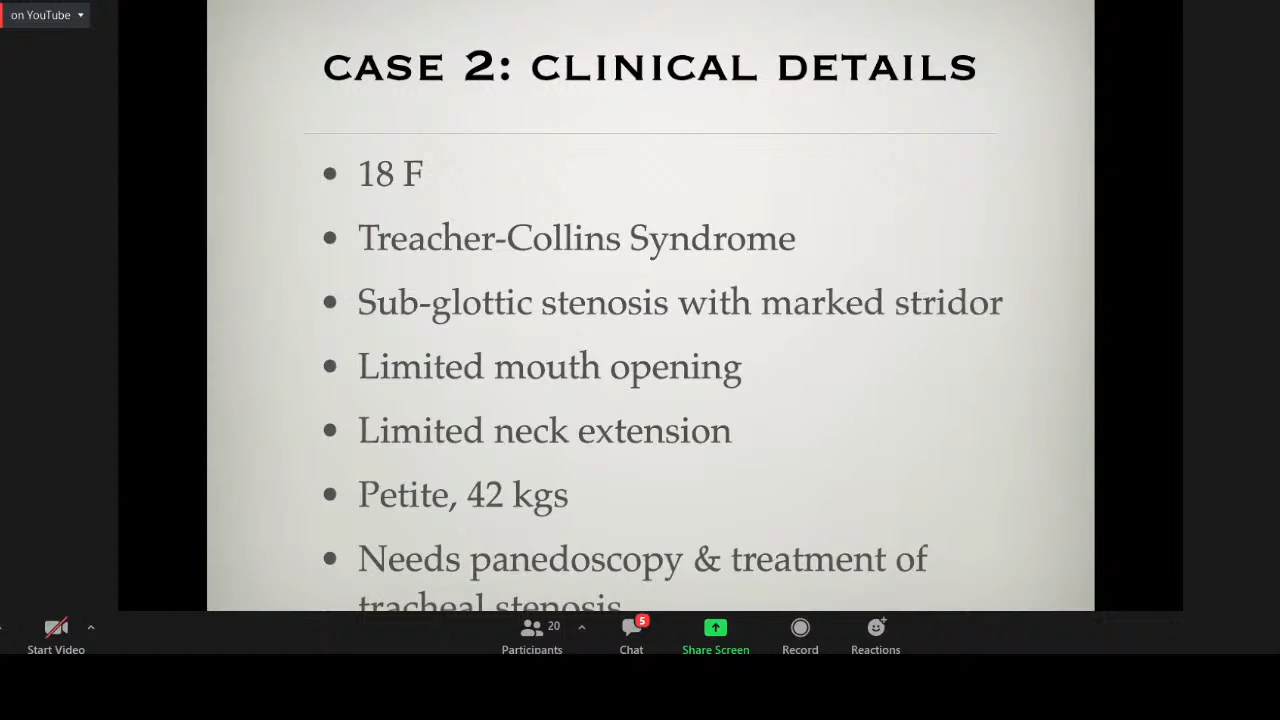 on YouTube
CASE 2: CLINICAL DETAILS
• 18 F
• Treacher-Collins Syndrome
• Sub-glottic stenosis with marked stridor
• Limited mouth opening
• Limited neck extension
• Petite, 42 kgs
• Needs panedoscopy & treatment of
tracheal stenosis
20
5
Start Video
Participants
Chat
Share Screen
Record
Reactions